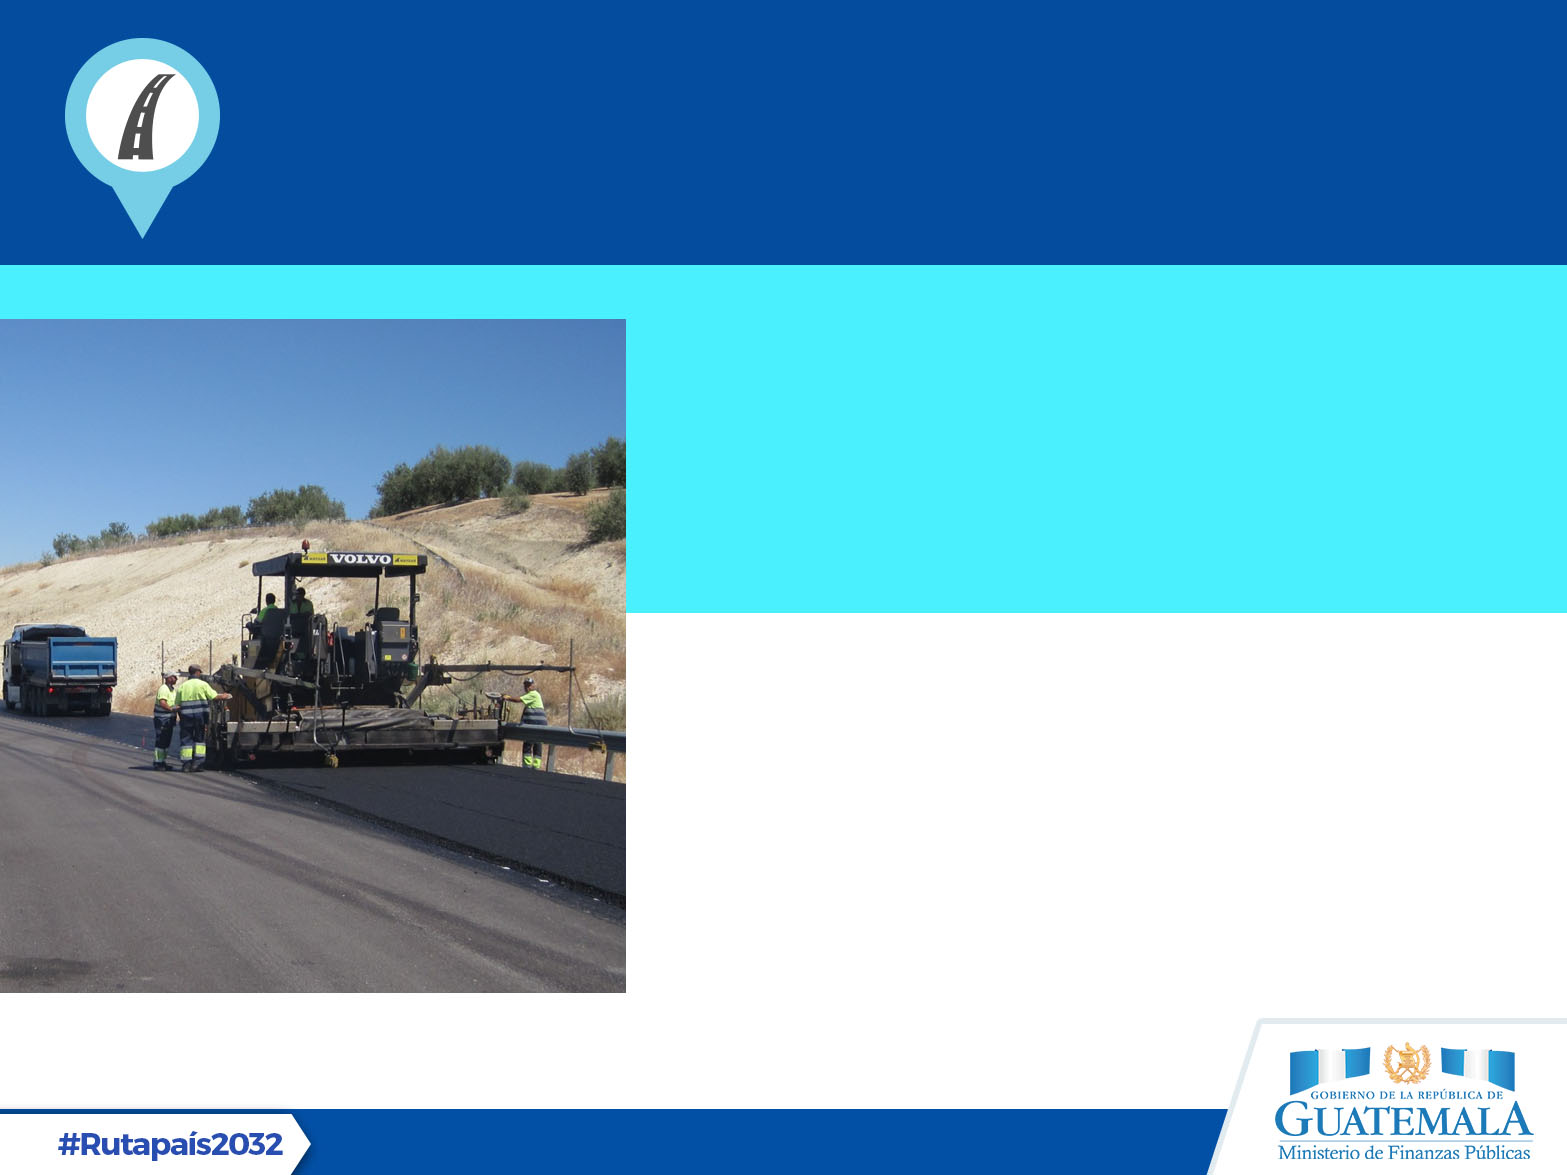 VOLVO
#Rutapaís2032
GOBIERNO DE LA REPÚBLICA DE
GUATEMALA
Ministerio de Finanzas Públicas